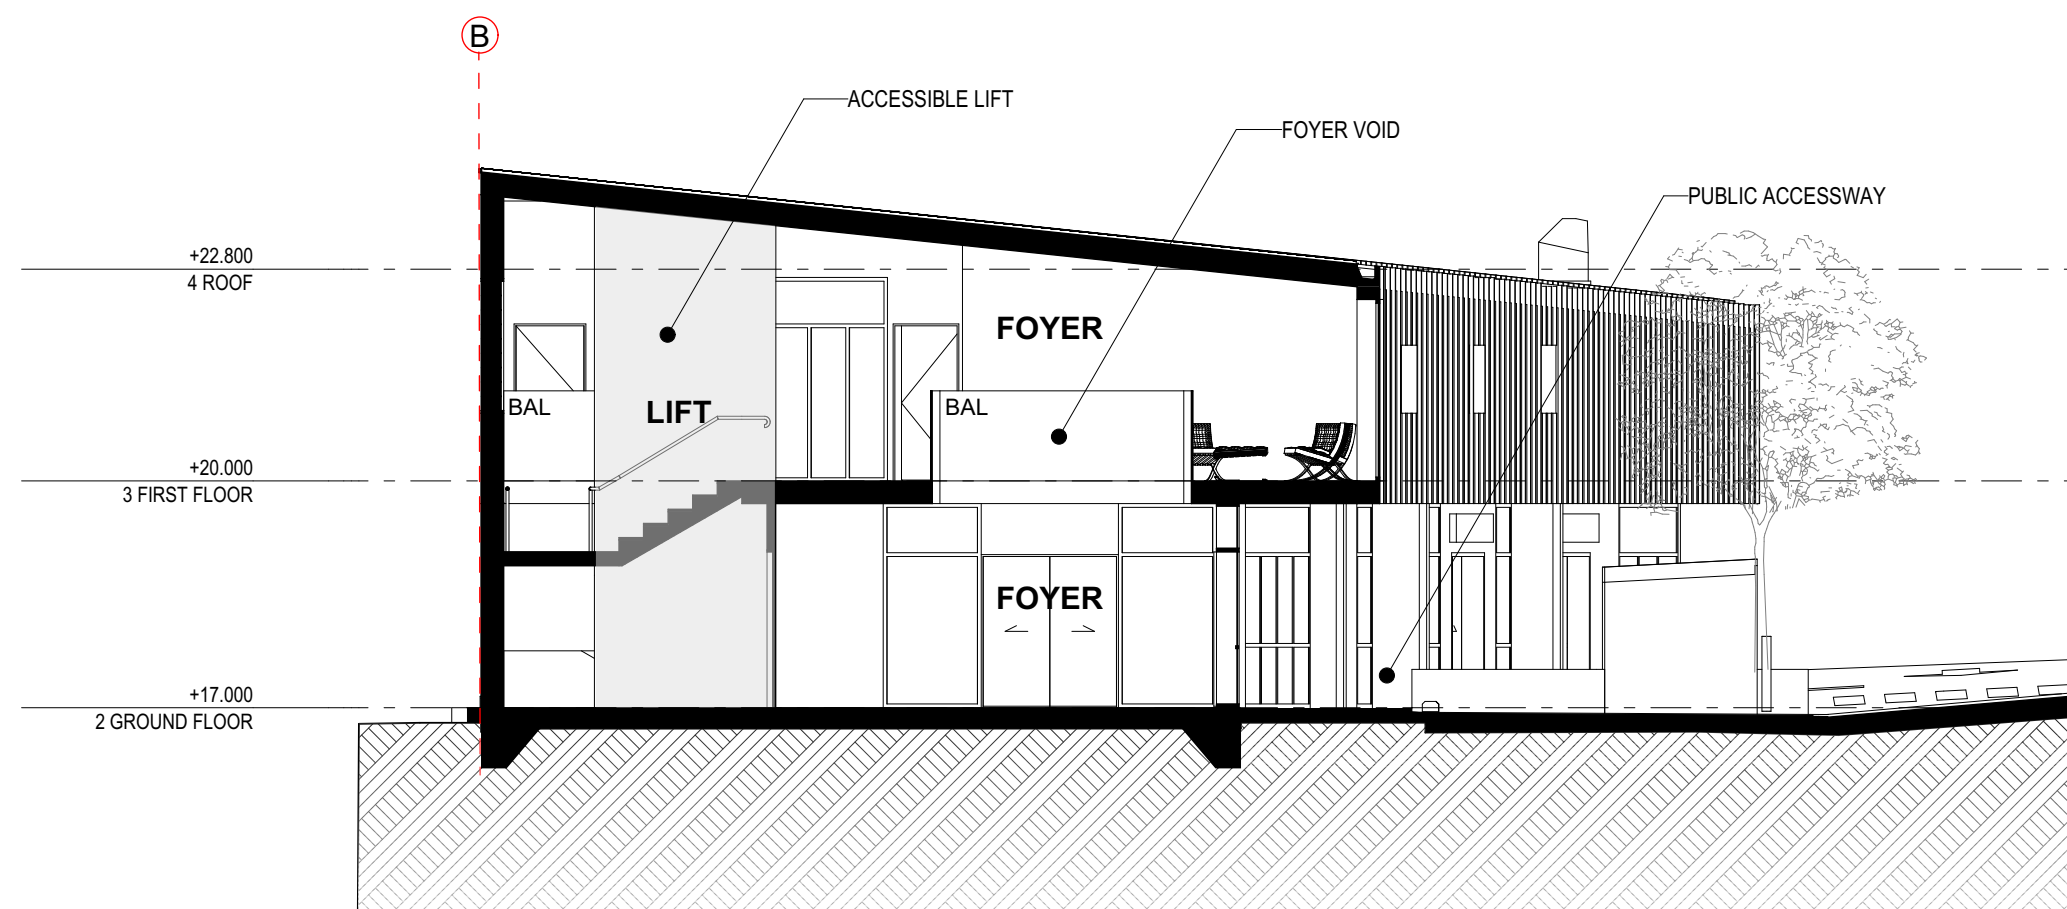 B
ACCESSIBLE LIFT
FOYER VOID
PUBLIC ACCESSWAY
+22.800
4 ROOF
FOYER
BAL
LIFT
BAL
+20.000
3 FIRST FLOOR
FOYER
+17.000
2 GROUND FLOOR